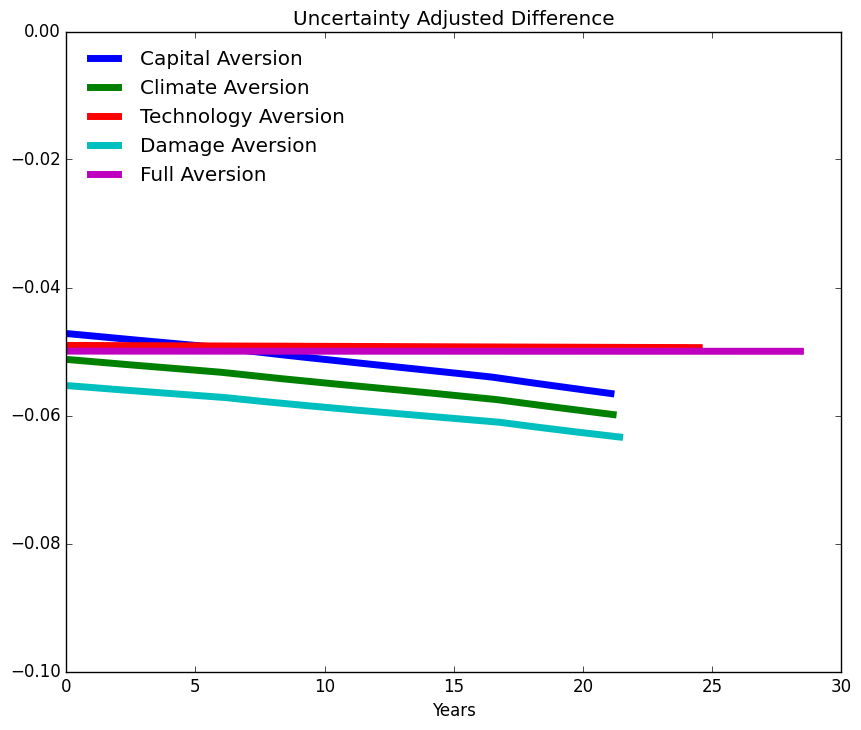 Uncertainty Adjusted Difference
0.00
Capital Aversion
Climate Aversion
Technology Aversion
Damage Aversion
Full Aversion
−0.02
−0.04
−0.06
−0.08
−0.10
0 5 10 15 20 25 30
Years